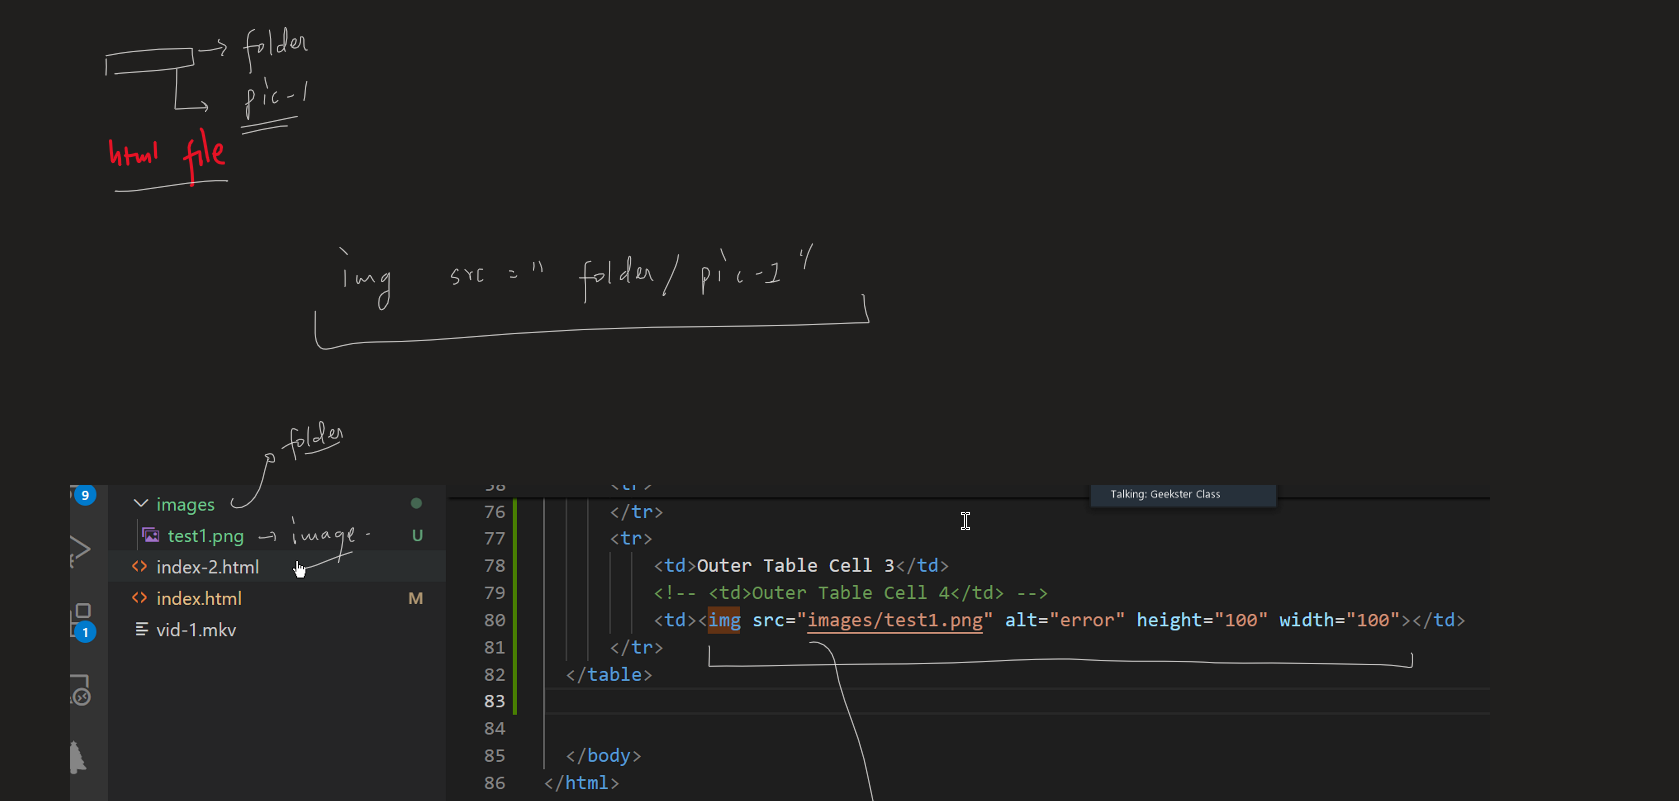 folder
pic-1
html file
img src = " folder/ pic-1 "
folder
9
images
test1.png → image -
U
index-2.html
index.html
M
1
vid-1.mkv
Talking: Geekster Class
76 </tr>
77 <tr>
78 <td>Outer Table Cell 3</td>
79 <!-- <td>Outer Table Cell 4</td> -->
80 <td><img src="images/test1.png" alt="error" height="100" width="100"></td>
81 </tr>
82 </table>
83
84
85 </body>
86 </html>